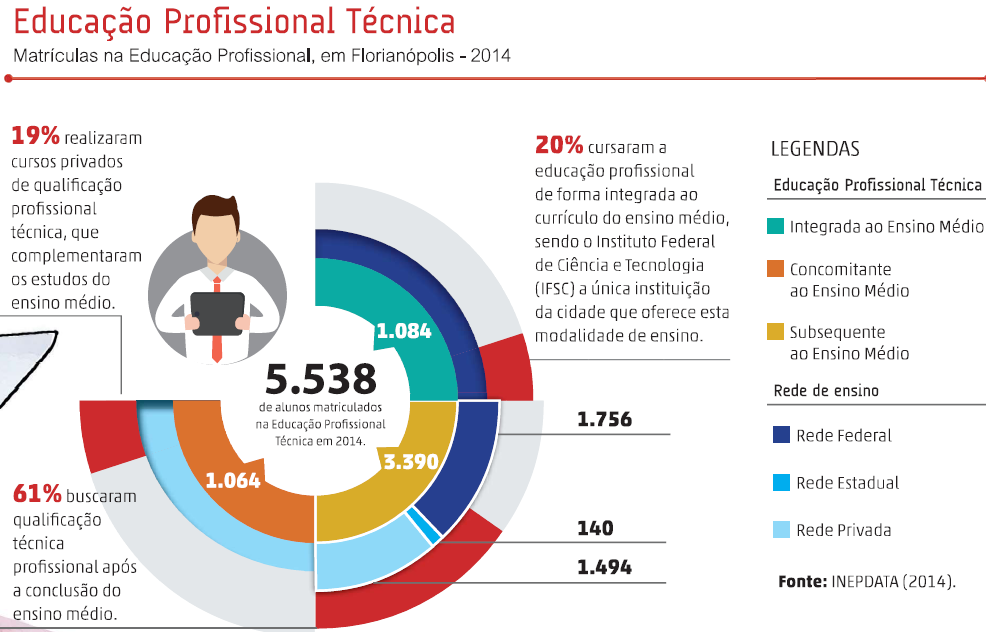 Educação Profissional Técnica
Matrículas na Educação Profissional, em Florianópolis - 2014
19% realizaram
cursos privados
de qualificação
profissional
técnica, que
complementaram
os estudos do
ensino médio.
20% cursaram a
educação profissional
de forma integrada ao
currículo do ensino médio,
sendo o Instituto Federal
de Ciência e Tecnologia
(IFSC) a única instituição
da cidade que oferece esta
modalidade de ensino.
LEGENDAS
Educação Profissional Técnica
Integrada ao Ensino Médio
Concomitante
ao Ensino Médio
Subsequente
ao Ensino Médio
Rede de ensino
Rede Federal
Rede Estadual
Rede Privada
Fonte: INEPDATA (2014).
1.084
5.538
de alunos matriculados
na Educação Profissional
Técnica em 2014.
3.390
1.064
1.756
140
1.494
61% buscaram
qualificação
técnica
profissional após
a conclusão do
ensino médio.